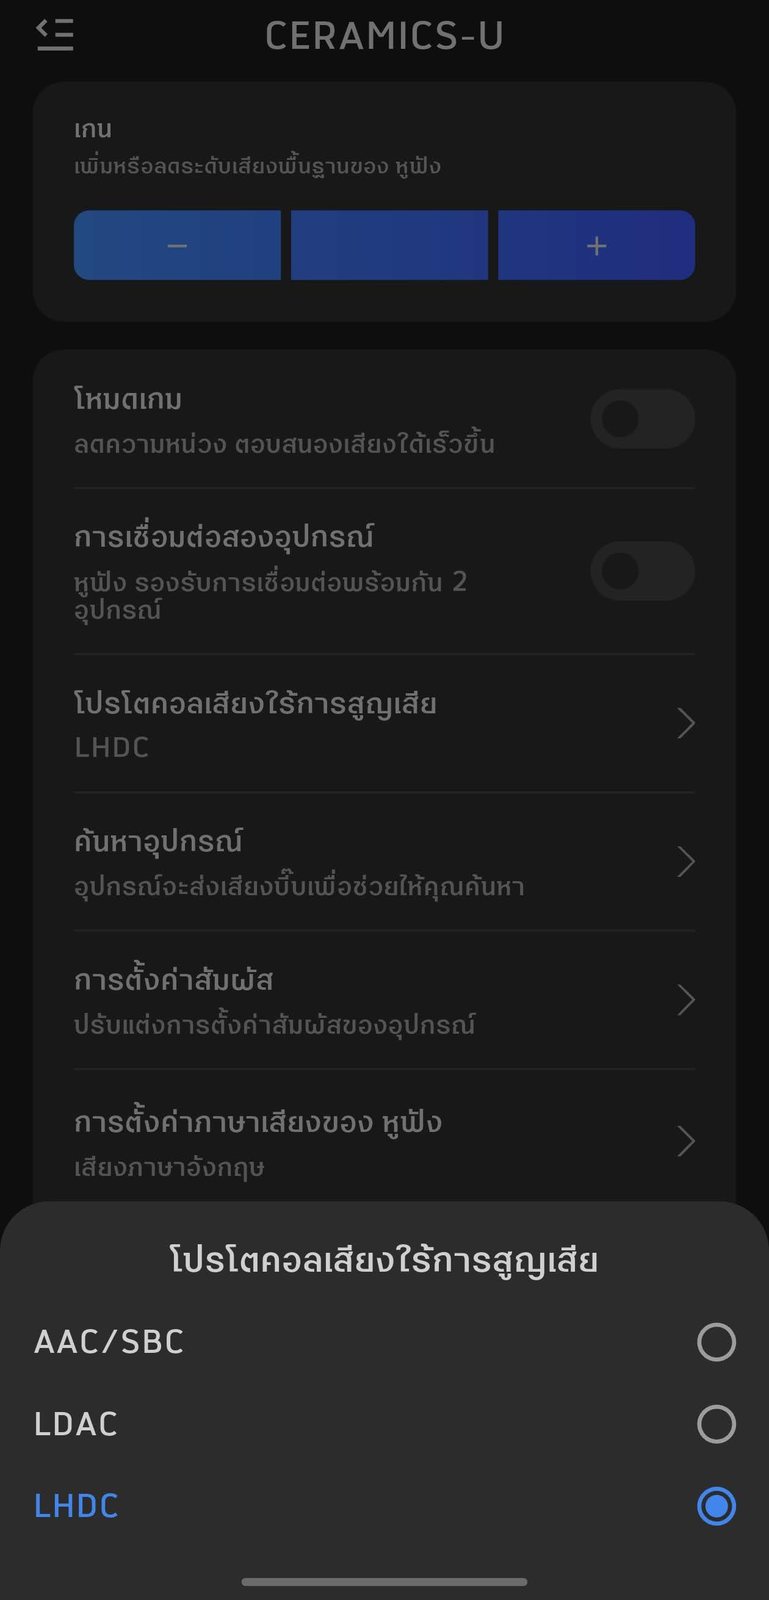 CERAMICS-U
เกน
เพิ่มหรือลดระดับเสียงพื้นฐานของ หูฟัง
− +
โหมดเกม
ลดความหน่วง ตอบสนองเสียงได้เร็วขึ้น
การเชื่อมต่อสองอุปกรณ์
หูฟัง รองรับการเชื่อมต่อพร้อมกัน 2
อุปกรณ์
โปรโตคอลเสียงใร้การสูญเสีย
LHDC
ค้นหาอุปกรณ์
อุปกรณ์จะส่งเสียงบี๊บเพื่อช่วยให้คุณค้นหา
การตั้งค่าสัมผัส
ปรับแต่งการตั้งค่าสัมผัสของอุปกรณ์
การตั้งค่าภาษาเสียงของ หูฟัง
เสียงภาษาอังกฤษ
โปรโตคอลเสียงใร้การสูญเสีย
AAC/SBC
LDAC
LHDC